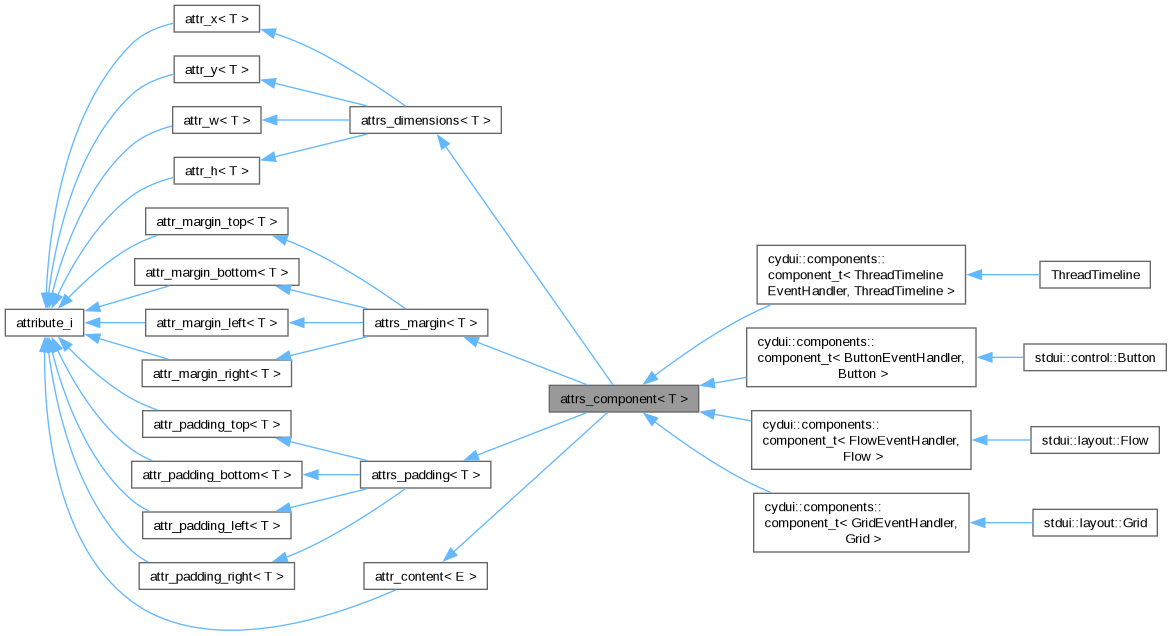 attr_x< T >
attr_y< T >
attr_w< T >
attr_h< T >
attrs_dimensions< T >
attr_margin_top< T >
attr_margin_bottom< T >
attr_margin_left< T >
attr_margin_right< T >
attribute_i
attrs_margin< T >
attr_padding_top< T >
attr_padding_bottom< T >
attr_padding_left< T >
attr_padding_right< T >
attrs_padding< T >
attr_content< E >
attrs_component< T >
cydui::components::
component_t< ThreadTimeline
EventHandler, ThreadTimeline >
ThreadTimeline
cydui::components::
component_t< ButtonEventHandler,
Button >
stdui::control::Button
cydui::components::
component_t< FlowEventHandler,
Flow >
stdui::layout::Flow
cydui::components::
component_t< GridEventHandler,
Grid >
stdui::layout::Grid